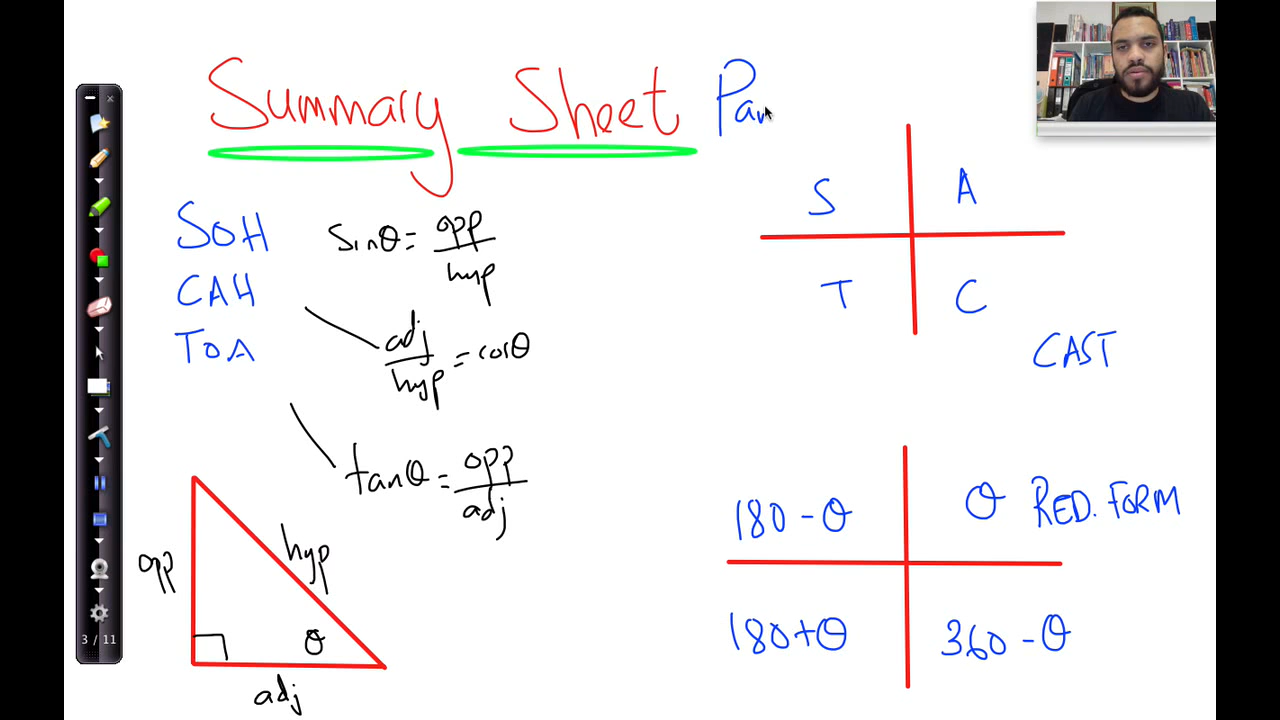 Summary Sheet Par
SOH
CAH
TOA
sinθ = opp/hyp
adj/hyp = cosθ
tanθ = opp/adj
opp
hyp
θ
adj
S
A
T
C
CAST
180 - θ
θ RED. FORM
180 + θ
360 - θ
3 / 11